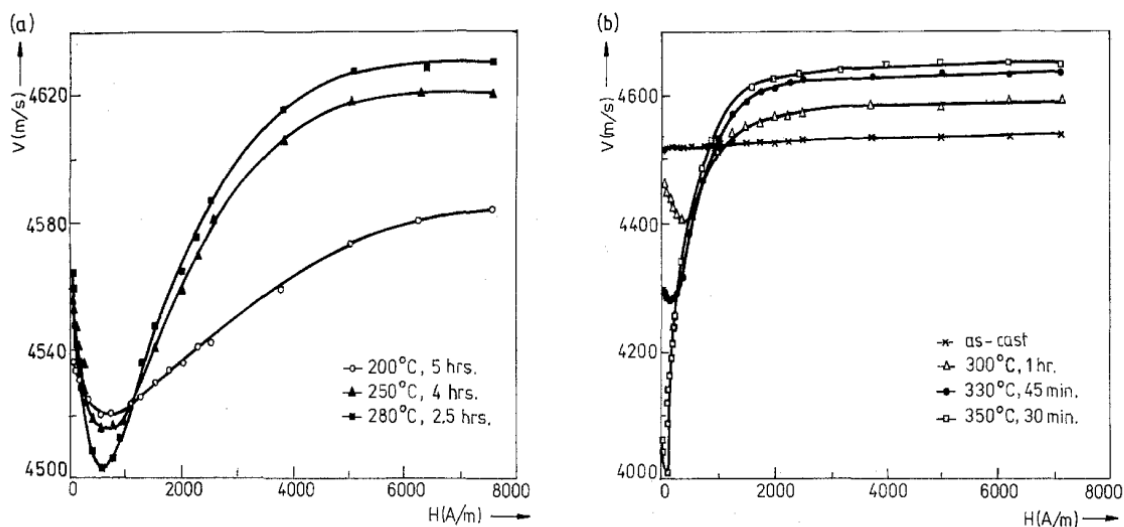 (a)
V(m/s)
4620
4580
4540
4500
0
2000
4000
6000
8000
H(A/m)
200°C, 5 hrs.
250°C, 4 hrs.
280°C, 2.5 hrs.
(b)
V(m/s)
4600
4400
4200
4000
0
2000
4000
6000
8000
H(A/m)
as-cast
300°C, 1 hr.
330°C, 45 min.
350°C, 30 min.